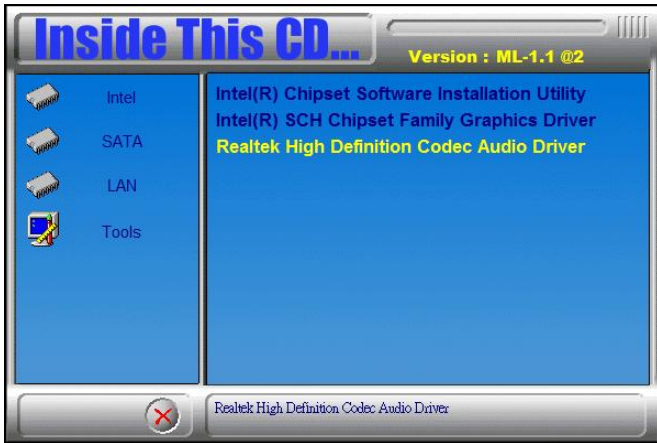 Inside This CD...
Version : ML-1.1 @2
Intel
SATA
LAN
Tools
Intel(R) Chipset Software Installation Utility
Intel(R) SCH Chipset Family Graphics Driver
Realtek High Definition Codec Audio Driver
Realtek High Definition Codec Audio Driver